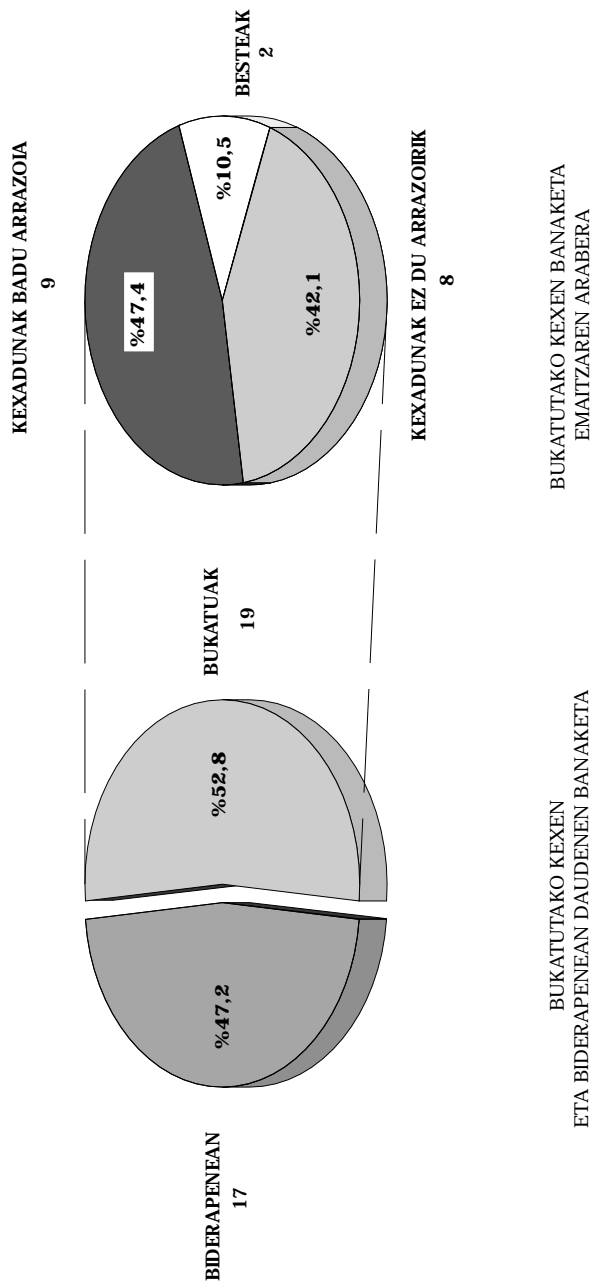 BIDERAPENEAN
17
%47,2
%52,8
BUKATUAK
19
KEXADUNAK BADU ARRAZOIA
9
%47,4
%10,5
BESTEAK
2
%42,1
KEXADUNAK EZ DU ARRAZOIRIK
8
BUKATUTAKO KEXEN
ETA BIDERAPENEAN DAUDENEN BANAKETA
BUKATUTAKO KEXEN BANAKETA
EMAITZAREN ARABERA